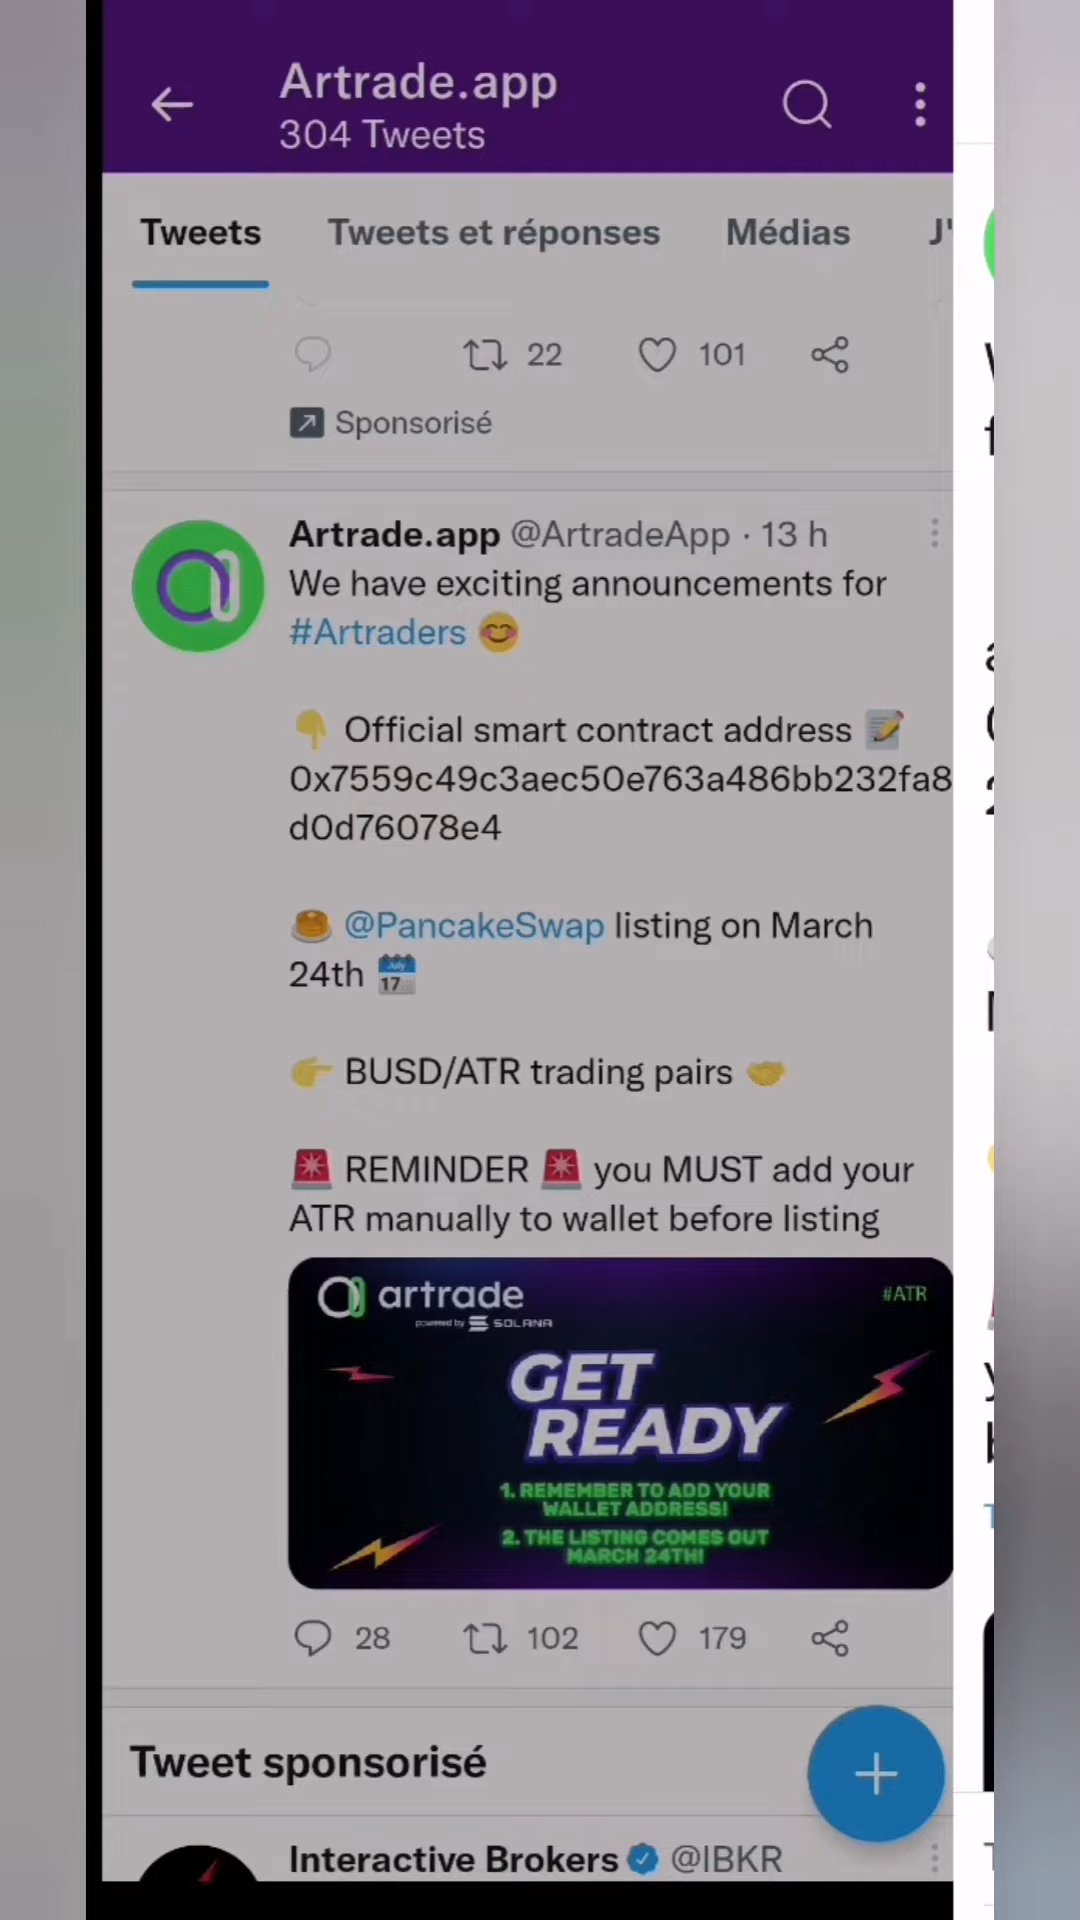 Artrade.app
304 Tweets
Tweets
Tweets et réponses
Médias
J'
22
101
Sponsorisé
Artrade.app @ArtradeApp · 13 h
We have exciting announcements for
#Artraders 😊
👇 Official smart contract address 📝
0x7559c49c3aec50e763a486bb232fa8
d0d76078e4
🥞 @PancakeSwap listing on March
24th 📅
👉 BUSD/ATR trading pairs 🤝
🚨 REMINDER 🚨 you MUST add your
ATR manually to wallet before listing
artrade
#ATR
powered by SOLANA
GET
READY
1. REMEMBER TO ADD YOUR
WALLET ADDRESS!
2. THE LISTING COMES OUT
MARCH 24TH!
28
102
179
Tweet sponsorisé
Interactive Brokers @IBKR